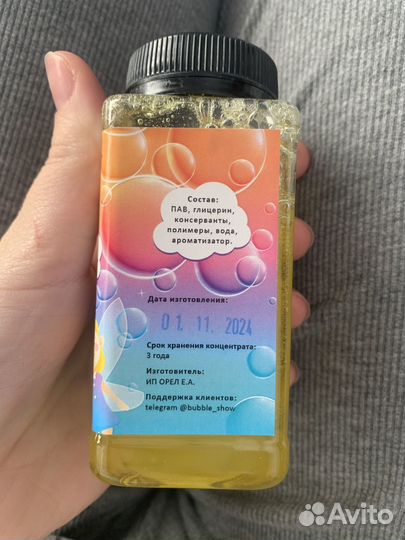 Состав:
ПАВ, глицерин,
консерванты,
полимеры, вода,
ароматизатор.
Дата изготовления:
01. 11. 2024
Срок хранения концентрата:
3 года
Изготовитель:
ИП ОРЕЛ Е.А.
Поддержка клиентов:
telegram @bubble_show
Avito